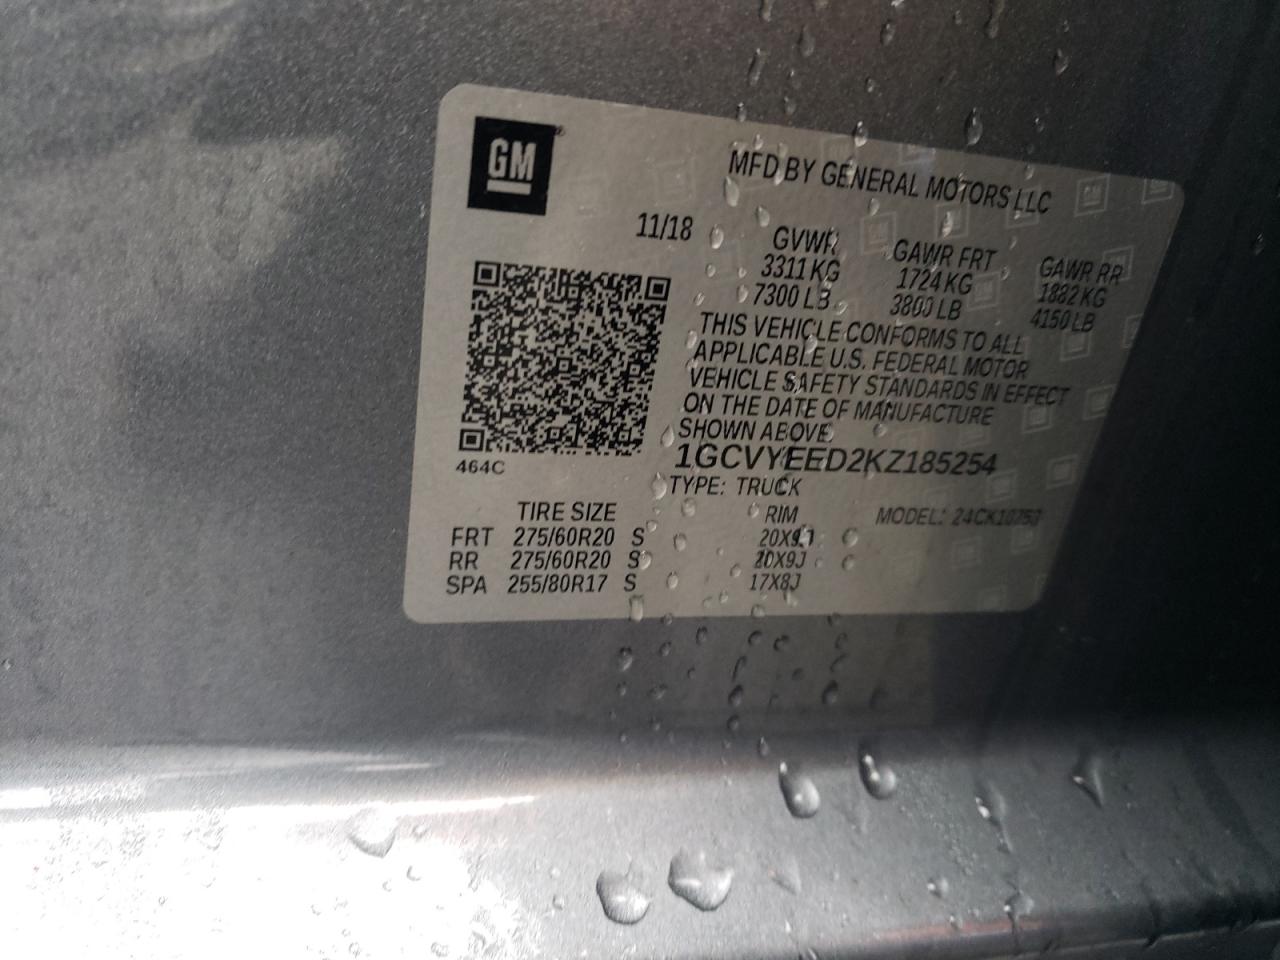 GM
MFD BY GENERAL MOTORS LLC
11/18
GVWR GAWR FRT GAWR RR
3311 KG 1724 KG 1882 KG
7300 LB 3800 LB 4150 LB
THIS VEHICLE CONFORMS TO ALL
APPLICABLE U.S. FEDERAL MOTOR
VEHICLE SAFETY STANDARDS IN EFFECT
ON THE DATE OF MANUFACTURE
SHOWN ABOVE
1GCVYEED2KZ185254
464C
TYPE: TRUCK
TIRE SIZE RIM MODEL:
FRT 275/60R20 S 20X9J
RR 275/60R20 S 20X9J
SPA 255/80R17 S 17X8J